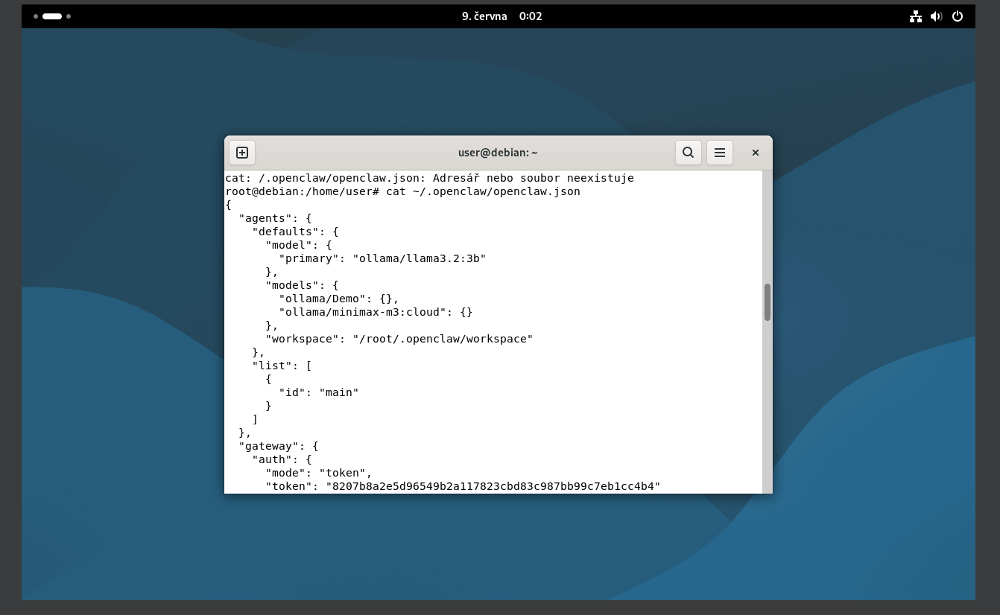 9. června 0:02
user@debian: ~
cat: /.openclaw/openclaw.json: Adresář nebo soubor neexistuje
root@debian:/home/user# cat ~/.openclaw/openclaw.json
{
  "agents": {
    "defaults": {
      "model": {
        "primary": "ollama/llama3.2:3b"
      },
      "models": {
        "ollama/Demo": {},
        "ollama/minimax-m3:cloud": {}
      },
      "workspace": "/root/.openclaw/workspace"
    },
    "list": [
      {
        "id": "main"
      }
    ]
  },
  "gateway": {
    "auth": {
      "mode": "token",
      "token": "8207b8a2e5d96549b2a117823cbd83c987bb99c7eb1cc4b4"